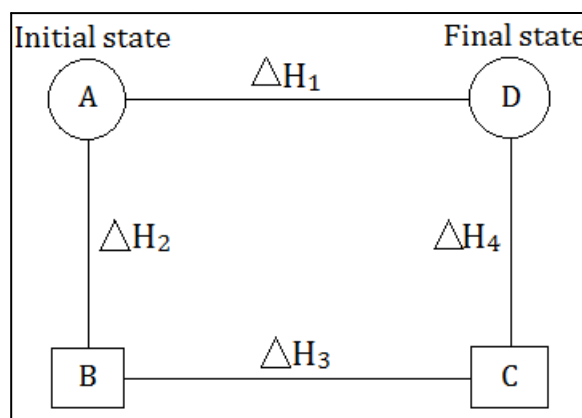 Initial state
Final state
A
△H₁
D
△H₂
△H₄
B
△H₃
C